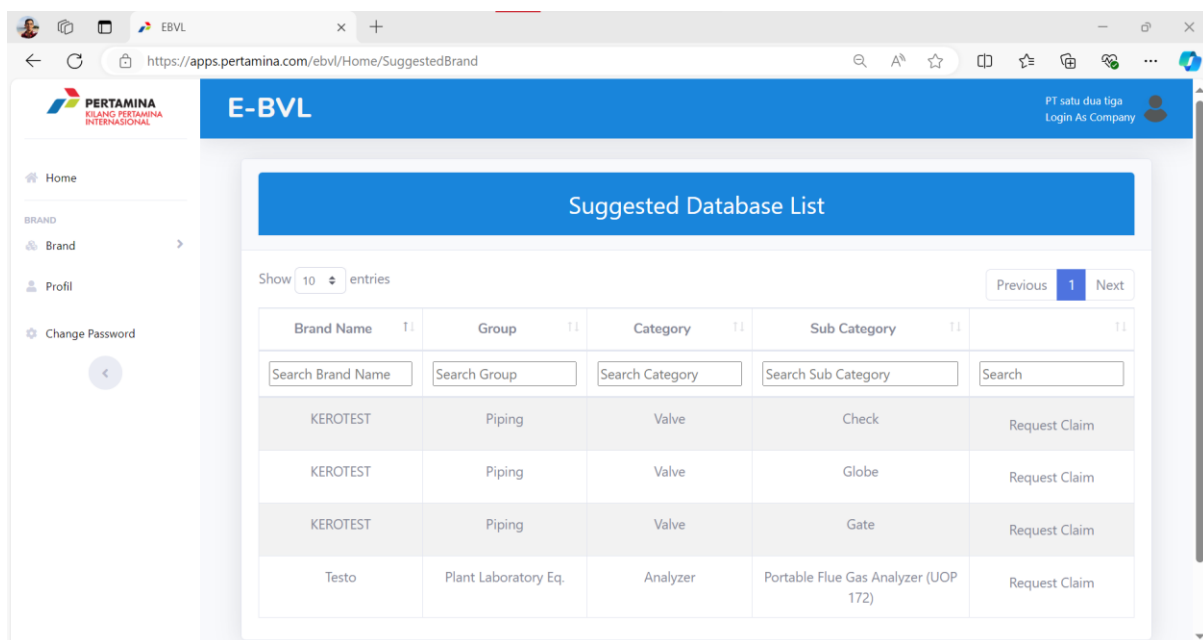 EBVL
https://apps.pertamina.com/ebvl/Home/SuggestedBrand
PERTAMINA
KILANG PERTAMINA
INTERNASIONAL
E-BVL
PT satu dua tiga
Login As Company
Home
BRAND
Brand
Profil
Change Password
Suggested Database List
Show 10 entries
Previous 1 Next
Brand Name Group Category Sub Category
Search Brand Name Search Group Search Category Search Sub Category Search
KEROTEST Piping Valve Check Request Claim
KEROTEST Piping Valve Globe Request Claim
KEROTEST Piping Valve Gate Request Claim
Testo Plant Laboratory Eq. Analyzer Portable Flue Gas Analyzer (UOP Request Claim
172)